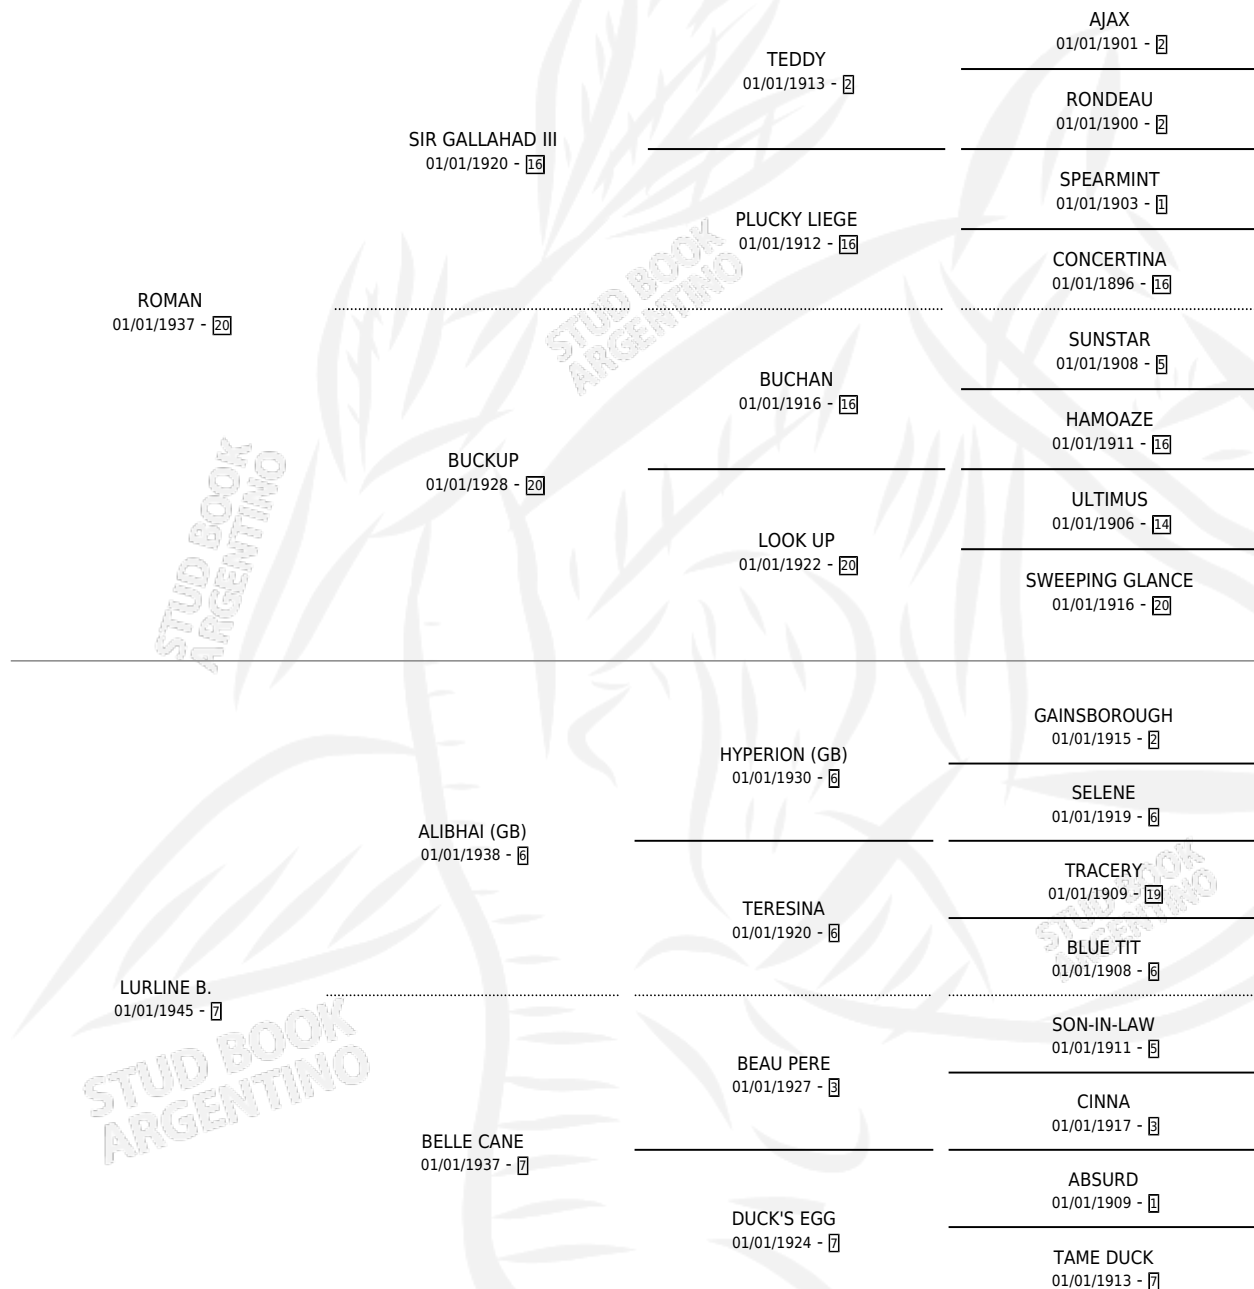 AJAX
01/01/1901 - 2
TEDDY
01/01/1913 - 2
RONDEAU
01/01/1900 - 2
SIR GALLAHAD III
01/01/1920 - 16
SPEARMINT
01/01/1903 - 1
PLUCKY LIEGE
01/01/1912 - 16
CONCERTINA
01/01/1896 - 16
ROMAN
01/01/1937 - 20
STUD BOOK
ARGENTINO
SUNSTAR
01/01/1908 - 5
BUCHAN
01/01/1916 - 16
HAMOAZE
01/01/1911 - 16
BUCKUP
01/01/1928 - 20
ULTIMUS
01/01/1906 - 14
LOOK UP
01/01/1922 - 20
SWEEPING GLANCE
01/01/1916 - 20
STUD BOOK
ARGENTINO
GAINSBOROUGH
01/01/1915 - 2
HYPERION (GB)
01/01/1930 - 6
SELENE
01/01/1919 - 6
ALIBHAI (GB)
01/01/1938 - 6
TRACERY
01/01/1909 - 19
TERESINA
01/01/1920 - 6
BLUE TIT
01/01/1908 - 6
STUD BOOK
ARGENTINO
LURLINE B.
01/01/1945 - 7
SON-IN-LAW
01/01/1911 - 5
BEAU PERE
01/01/1927 - 3
CINNA
01/01/1917 - 3
STUD BOOK
ARGENTINO
BELLE CANE
01/01/1937 - 7
ABSURD
01/01/1909 - 1
DUCK'S EGG
01/01/1924 - 7
TAME DUCK
01/01/1913 - 7